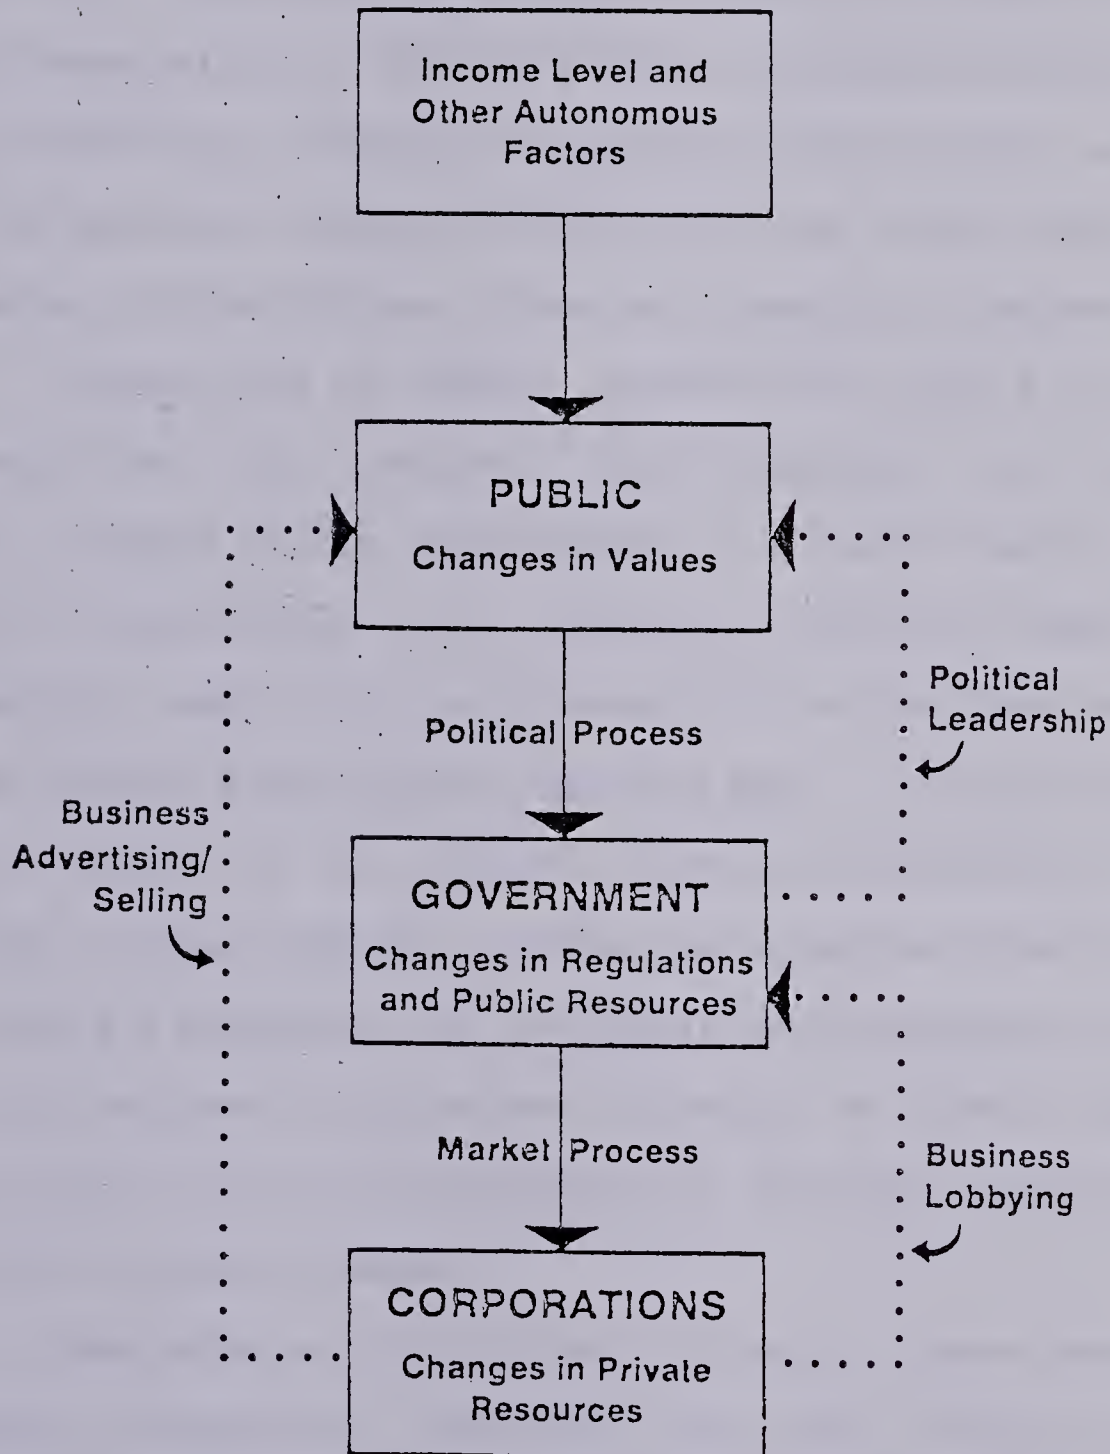 Income Level and
Other Autonomous
Factors
PUBLIC
Changes in Values
Political Process
Political
Leadership
Business
Advertising/
Selling
GOVERNMENT
Changes in Regulations
and Public Resources
Market Process
Business
Lobbying
CORPORATIONS
Changes in Private
Resources